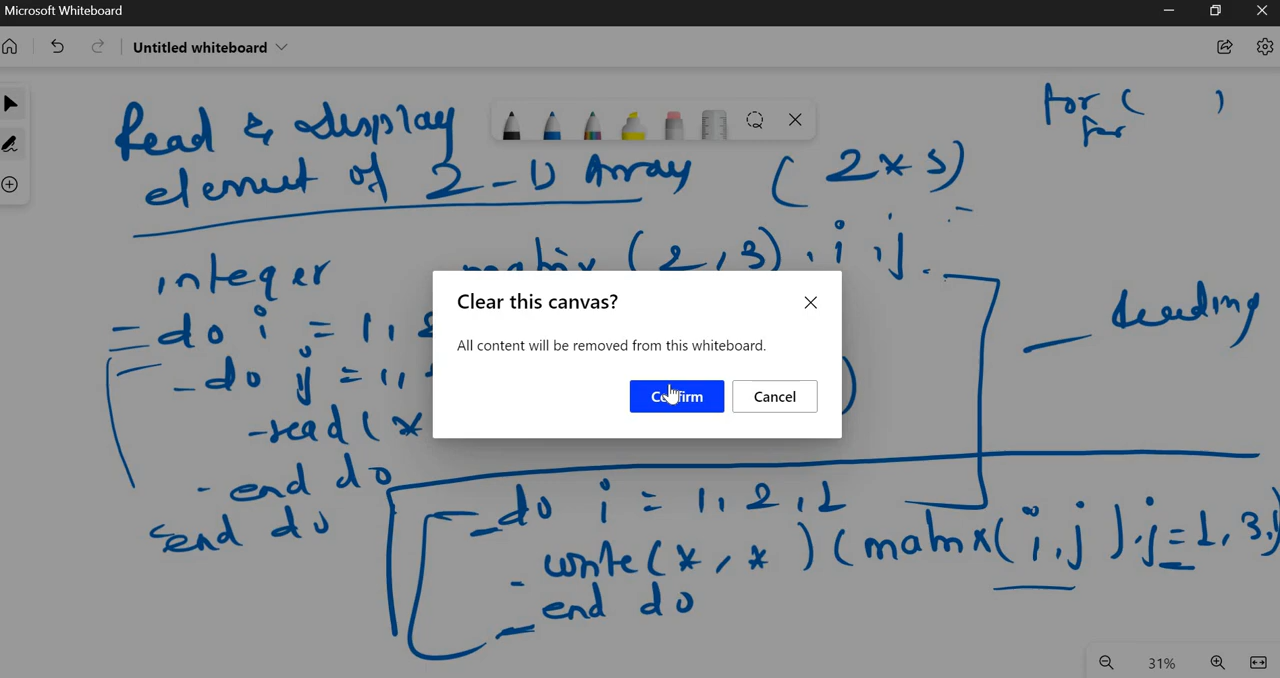 Microsoft Whiteboard
Untitled whiteboard
Read & display
element of 2-D Array (2*3)
for ( )
for
integer matrix (2,3), i, j
do i = 1, 2
do j = 1,
read (*
end do
end do
reading
Clear this canvas?
All content will be removed from this whiteboard.
Confirm
Cancel
do i = 1, 2, 1
write(*, *) (matrix(i,j), j=1, 3,1
end do
31%